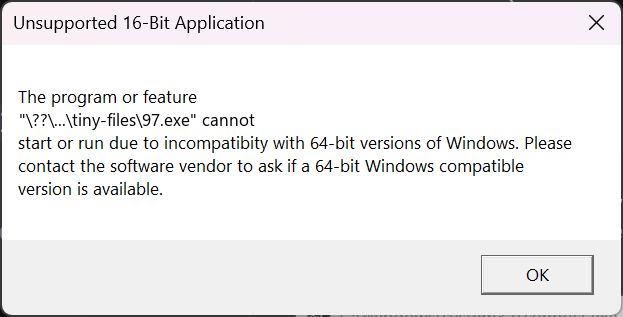 Unsupported 16-Bit Application
The program or feature
"\??\...\tiny-files\97.exe" cannot
start or run due to incompatibity with 64-bit versions of Windows. Please
contact the software vendor to ask if a 64-bit Windows compatible
version is available.
OK